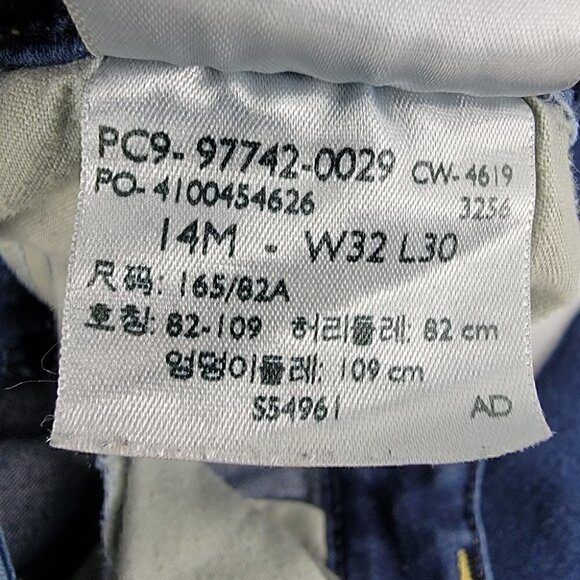 PC9-97742-0029 CW-4619
PO-4100454626 3256
14M - W32 L30
尺码: 165/82A
호칭: 82-109 허리둘레: 82 cm
엉덩이둘레: 109 cm
S54961 AD